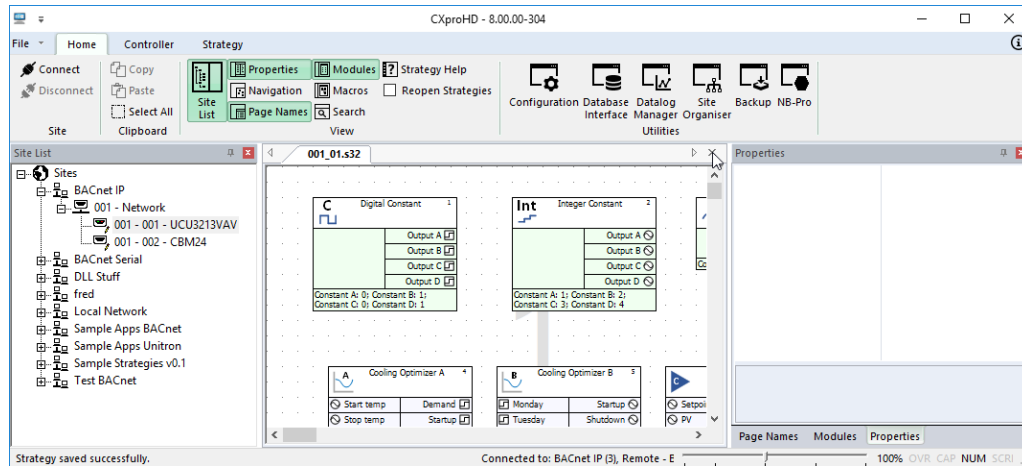 CXproHD - 8.00.00-304
File Home Controller Strategy
Connect Copy Properties Modules Strategy Help
Disconnect Paste Navigation Macros Reopen Strategies
Select All Site List Page Names Search
Configuration Database Interface Datalog Manager Site Organiser Backup NB-Pro
Site Clipboard View Utilities
Site List 001_01.s32 Properties
Sites
BACnet IP
001 - Network
001 - 001 - UCU3213VAV
001 - 002 - CBM24
BACnet Serial
DLL Stuff
fred
Local Network
Sample Apps BACnet
Sample Apps Unitron
Sample Strategies v0.1
Test BACnet
C Digital Constant 1
Output A
Output B
Output C
Output D
Constant A: 0; Constant B: 1;
Constant C: 0; Constant D: 1
Int Integer Constant 2
Output A
Output B
Output C
Output D
Constant A: 1; Constant B: 2;
Constant C: 3; Constant D: 4
Co
1
A Cooling Optimizer A 4
Start temp Demand
Stop temp Startup
B Cooling Optimizer B 5
Monday Startup
Tuesday Shutdown
C
Setpoi
PV
Page Names Modules Properties
Strategy saved successfully. Connected to: BACnet IP (3), Remote - E 100% OVR CAP NUM SCRL